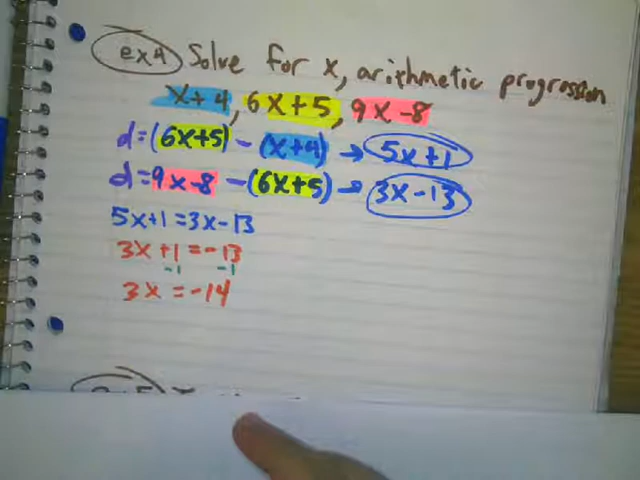 ex4 Solve for x, arithmetic progression
x+4, 6x+5, 9x-8
d=(6x+5)-(x+4)→5x+1
d=9x-8-(6x+5)→3x-13
5x+1=3x-13
3x+1=-13
-1 -1
3x=-14